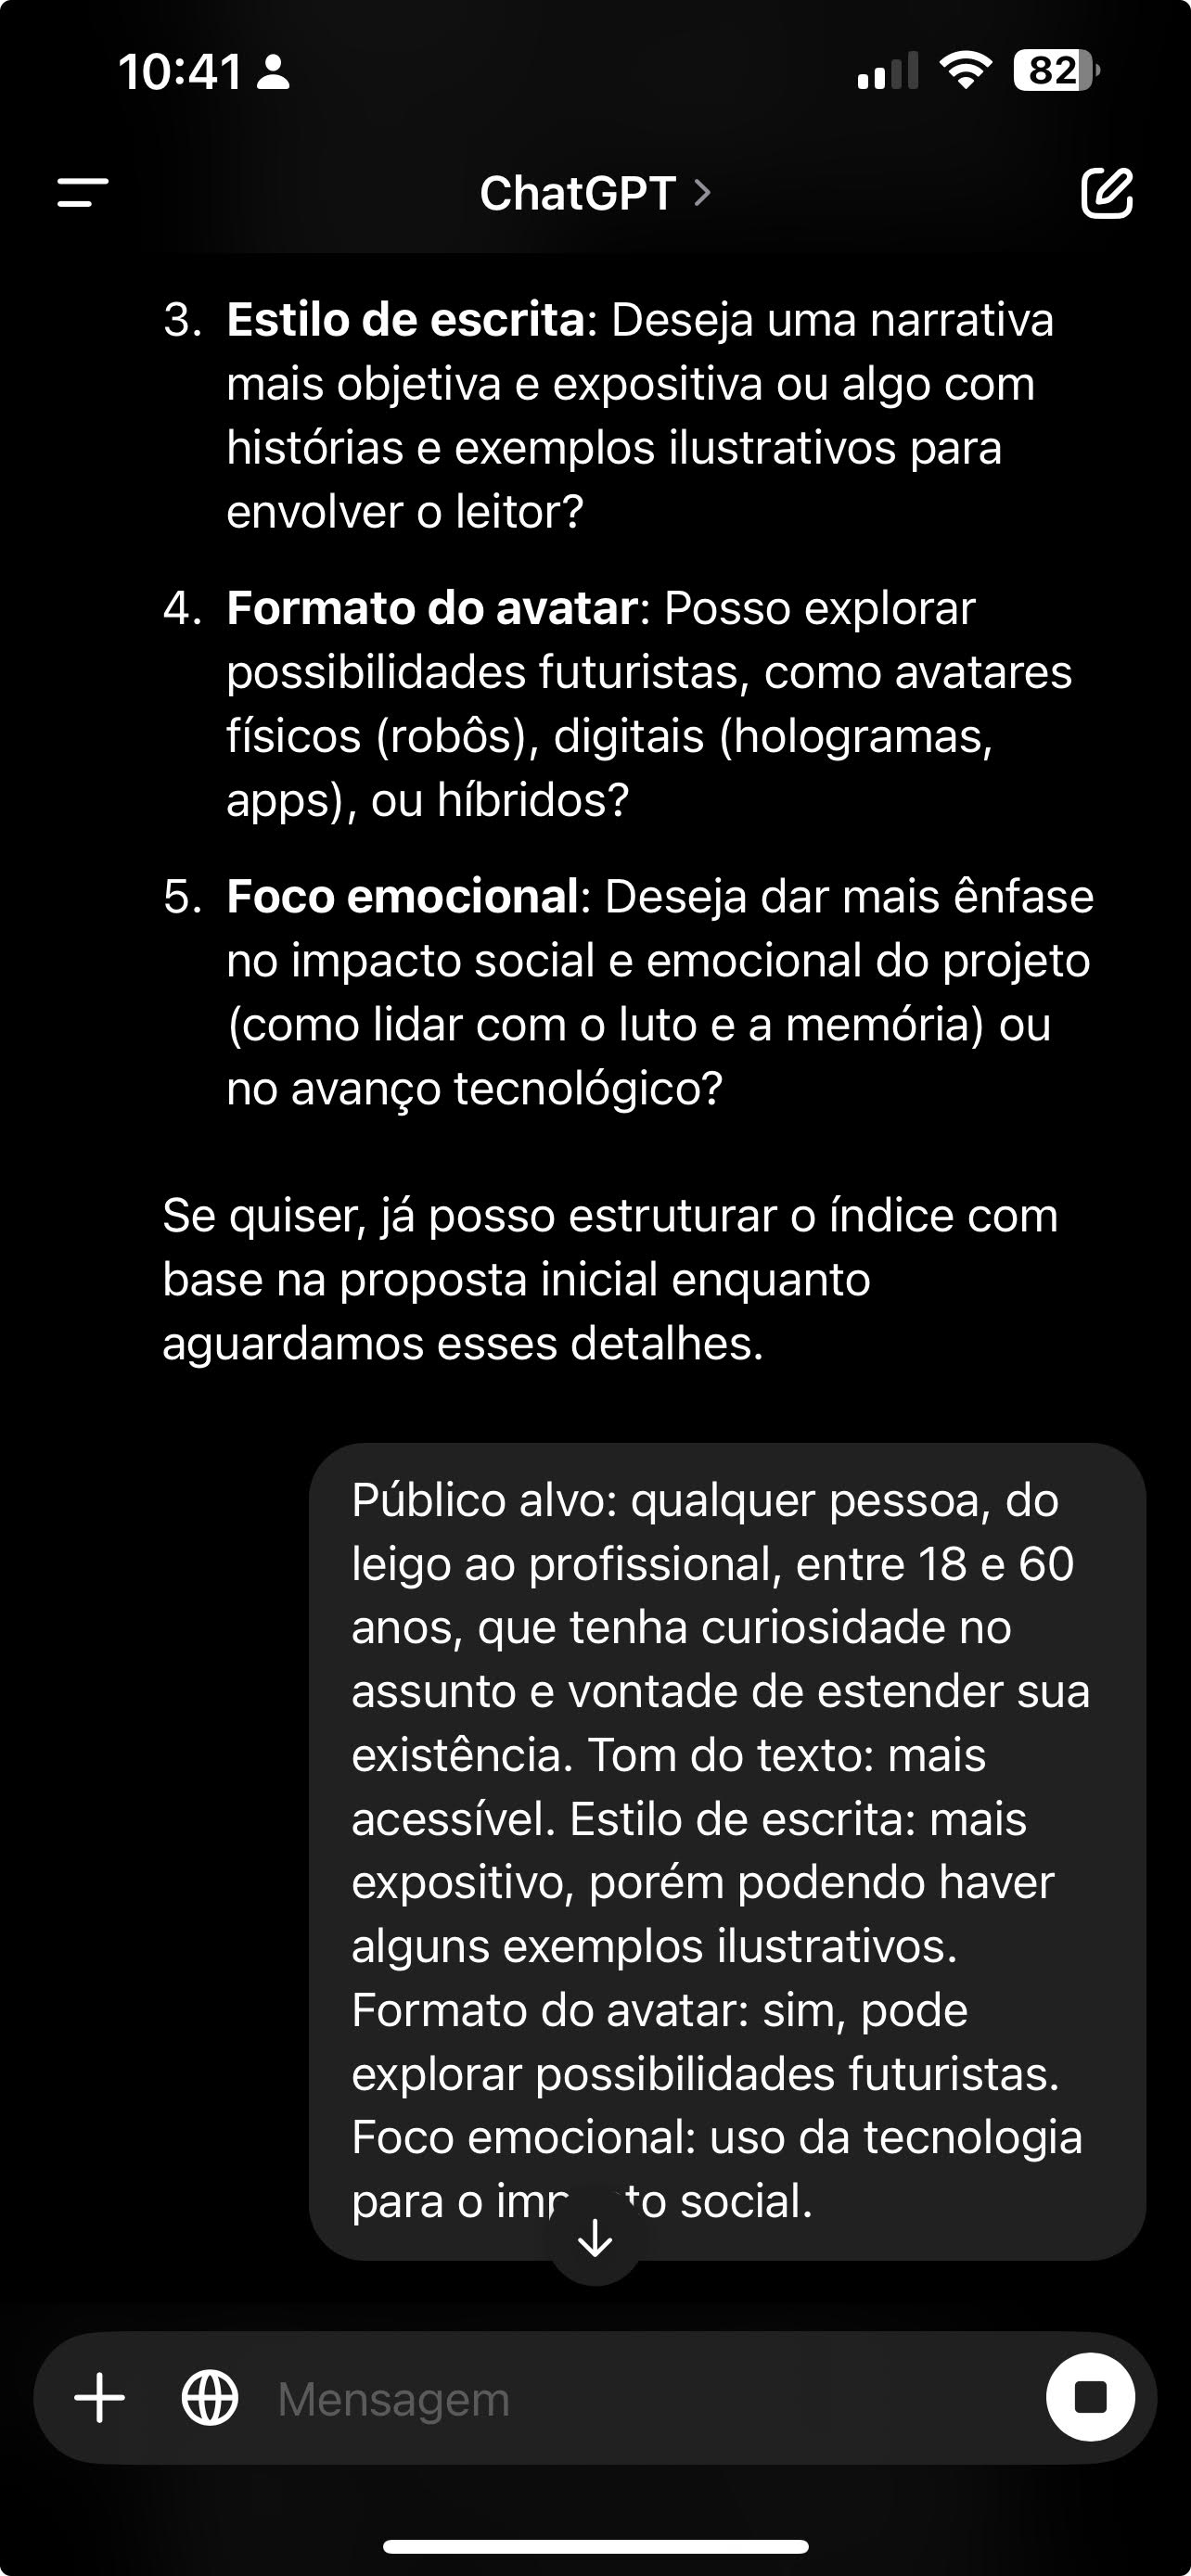 10:41
82
ChatGPT
3. Estilo de escrita: Deseja uma narrativa
mais objetiva e expositiva ou algo com
histórias e exemplos ilustrativos para
envolver o leitor?
4. Formato do avatar: Posso explorar
possibilidades futuristas, como avatares
físicos (robôs), digitais (hologramas,
apps), ou híbridos?
5. Foco emocional: Deseja dar mais ênfase
no impacto social e emocional do projeto
(como lidar com o luto e a memória) ou
no avanço tecnológico?
Se quiser, já posso estruturar o índice com
base na proposta inicial enquanto
aguardamos esses detalhes.
Público alvo: qualquer pessoa, do
leigo ao profissional, entre 18 e 60
anos, que tenha curiosidade no
assunto e vontade de estender sua
existência. Tom do texto: mais
acessível. Estilo de escrita: mais
expositivo, porém podendo haver
alguns exemplos ilustrativos.
Formato do avatar: sim, pode
explorar possibilidades futuristas.
Foco emocional: uso da tecnologia
para o social.
Mensagem